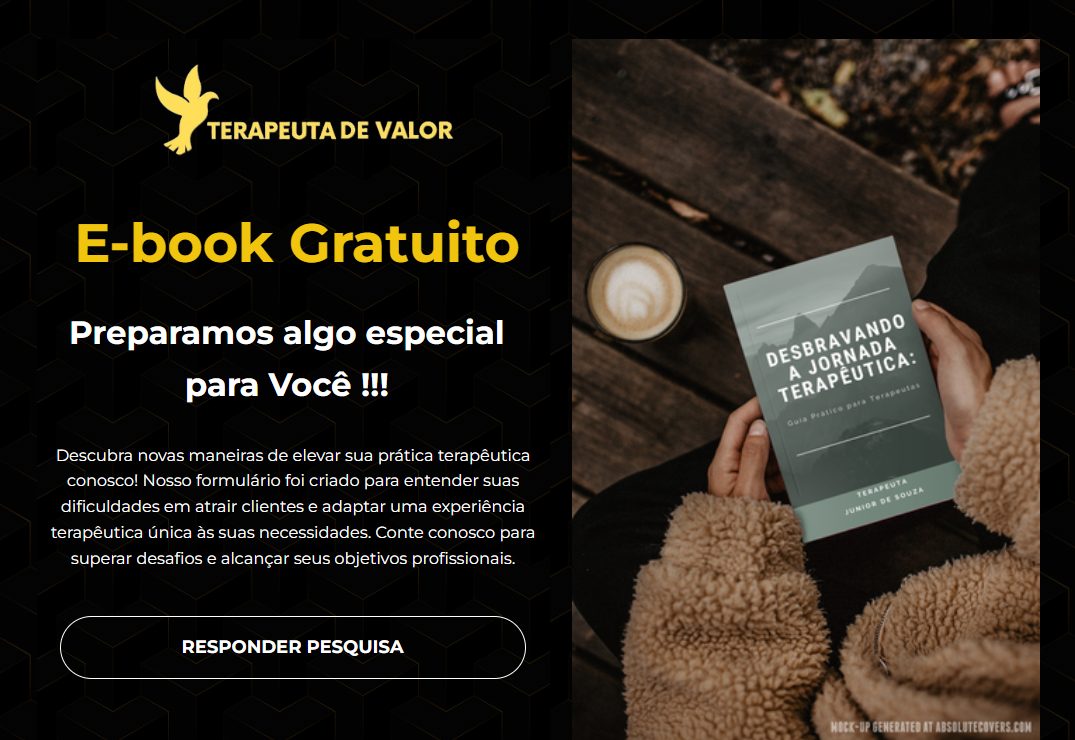 TERAPEUTA DE VALOR
E-book Gratuito
Preparamos algo especial
para Você !!!
Descubra novas maneiras de elevar sua prática terapêutica
conosco! Nosso formulário foi criado para entender suas
dificuldades em atrair clientes e adaptar uma experiência
terapêutica única às suas necessidades. Conte conosco para
superar desafios e alcançar seus objetivos profissionais.
RESPONDER PESQUISA
DESBRAVANDO
A JORNADA
TERAPÊUTICA:
Guia Prático para Terapeutas
TERAPEUTA
JUNIOR DE SOUZA
MOCK-UP GENERATED AT ABSOLUTECOVERS.COM